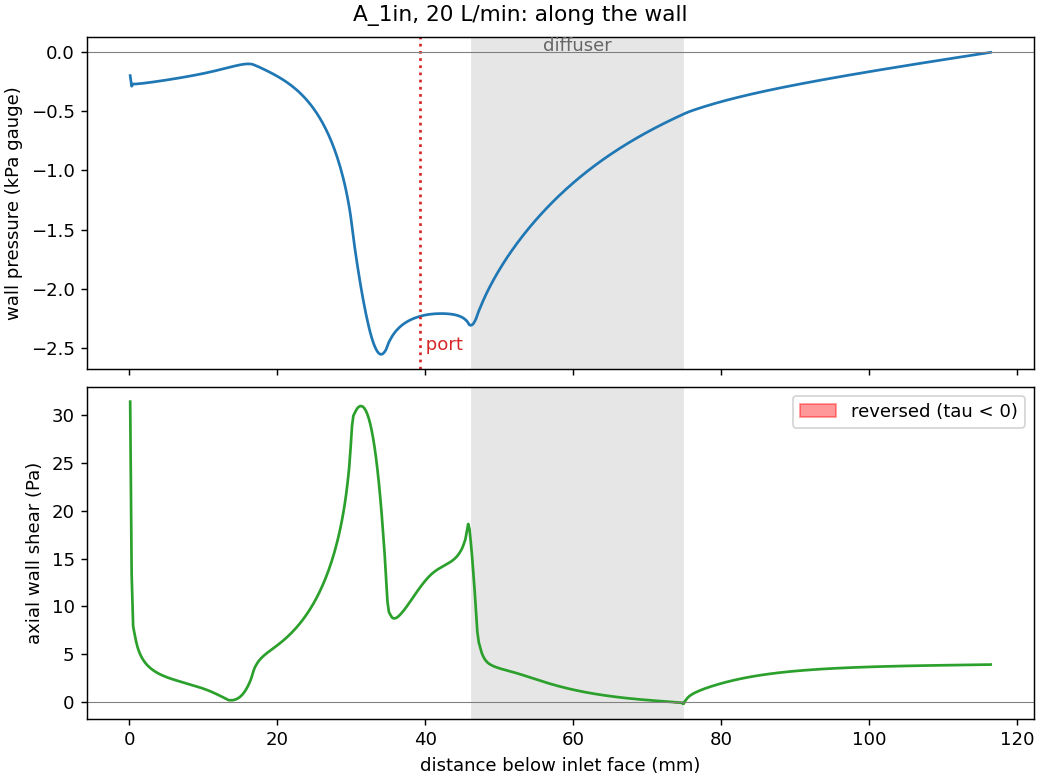 A_1in, 20 L/min: along the wall
diffuser
0.0
−0.5
−1.0
−1.5
−2.0
−2.5
wall pressure (kPa gauge)
port
reversed (tau < 0)
30
25
20
15
10
5
0
axial wall shear (Pa)
0 20 40 60 80 100 120
distance below inlet face (mm)